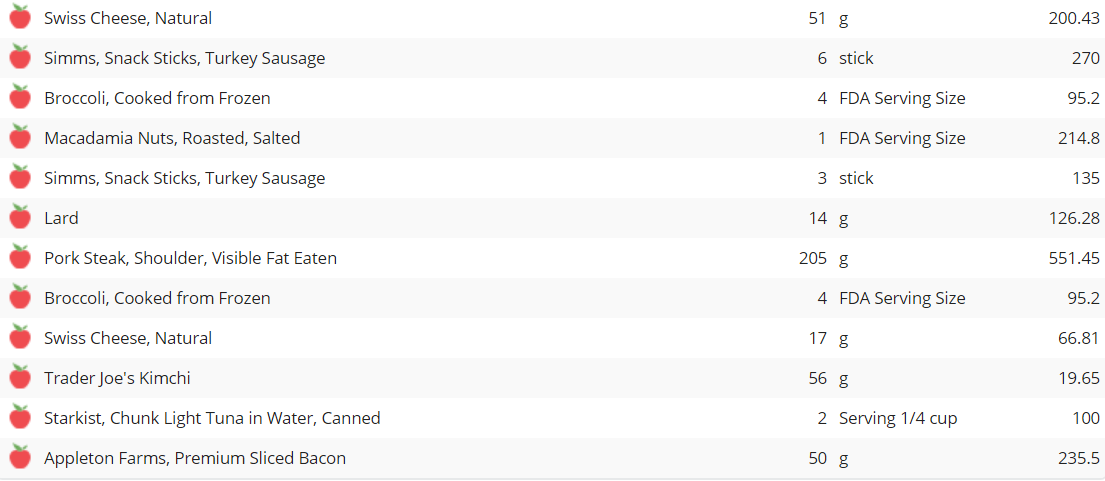 Swiss Cheese, Natural 51 g 200.43
Simms, Snack Sticks, Turkey Sausage 6 stick 270
Broccoli, Cooked from Frozen 4 FDA Serving Size 95.2
Macadamia Nuts, Roasted, Salted 1 FDA Serving Size 214.8
Simms, Snack Sticks, Turkey Sausage 3 stick 135
Lard 14 g 126.28
Pork Steak, Shoulder, Visible Fat Eaten 205 g 551.45
Broccoli, Cooked from Frozen 4 FDA Serving Size 95.2
Swiss Cheese, Natural 17 g 66.81
Trader Joe's Kimchi 56 g 19.65
Starkist, Chunk Light Tuna in Water, Canned 2 Serving 1/4 cup 100
Appleton Farms, Premium Sliced Bacon 50 g 235.5